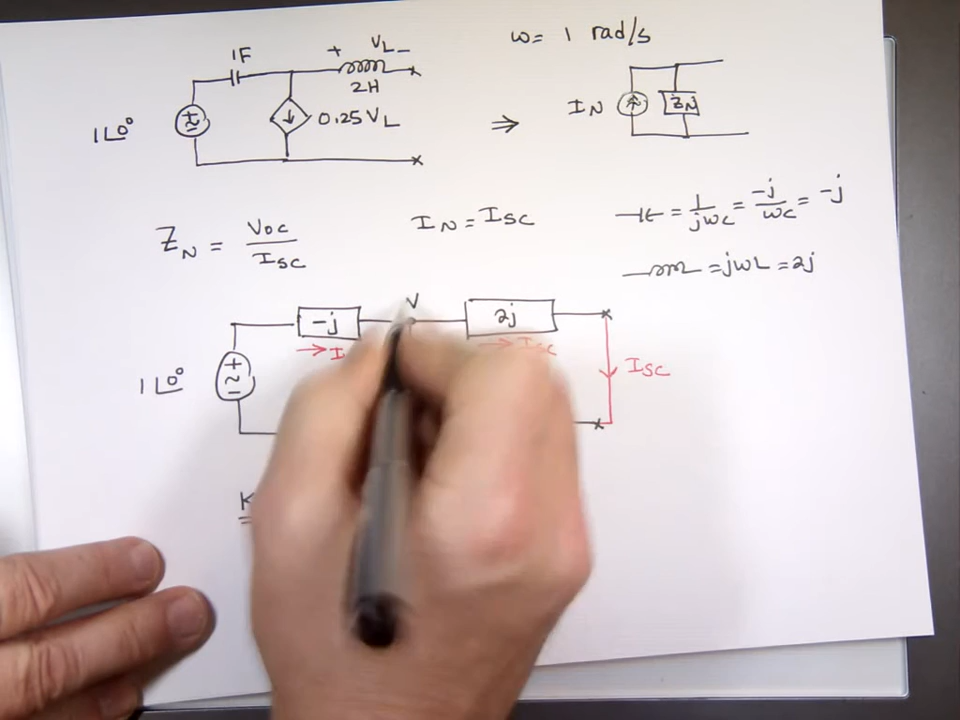 1F + VL - ω = 1 rad/s
2H
1∠0° 0.25 VL ⇒ IN ZN
ZN = VOC / ISC IN = ISC = 1/jωC = -j/ωC = -j
= jωL = 2j
-j V 2j
I ISC
1∠0° + - ISC
K